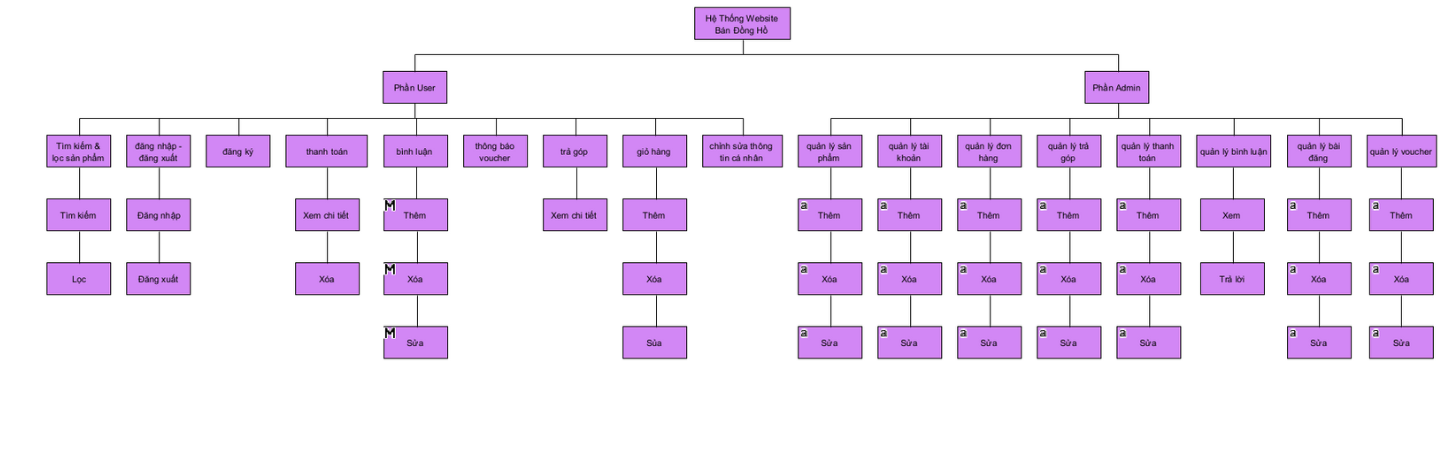 Hệ Thống Website
Bán Đồng Hồ
Phần User
Phần Admin
Tìm kiếm &
lọc sản phẩm
đăng nhập -
đăng xuất
đăng ký
thanh toán
bình luận
thông báo
voucher
trả góp
giỏ hàng
chỉnh sửa thông
tin cá nhân
quản lý sản
phẩm
quản lý tài
khoản
quản lý đơn
hàng
quản lý trả
góp
quản lý thanh
toán
quản lý bình luận
quản lý bài
đăng
quản lý voucher
Tìm kiếm
Đăng nhập
Xem chi tiết
M
Thêm
Xem chi tiết
Thêm
a
Thêm
a
Thêm
a
Thêm
a
Thêm
a
Thêm
Xem
a
Thêm
a
Thêm
Lọc
Đăng xuất
Xóa
M
Xóa
Xóa
a
Xóa
a
Xóa
a
Xóa
a
Xóa
a
Xóa
Trả lời
a
Xóa
a
Xóa
M
Sửa
Sủa
a
Sửa
a
Sửa
a
Sửa
a
Sửa
a
Sửa
a
Sửa
a
Sửa